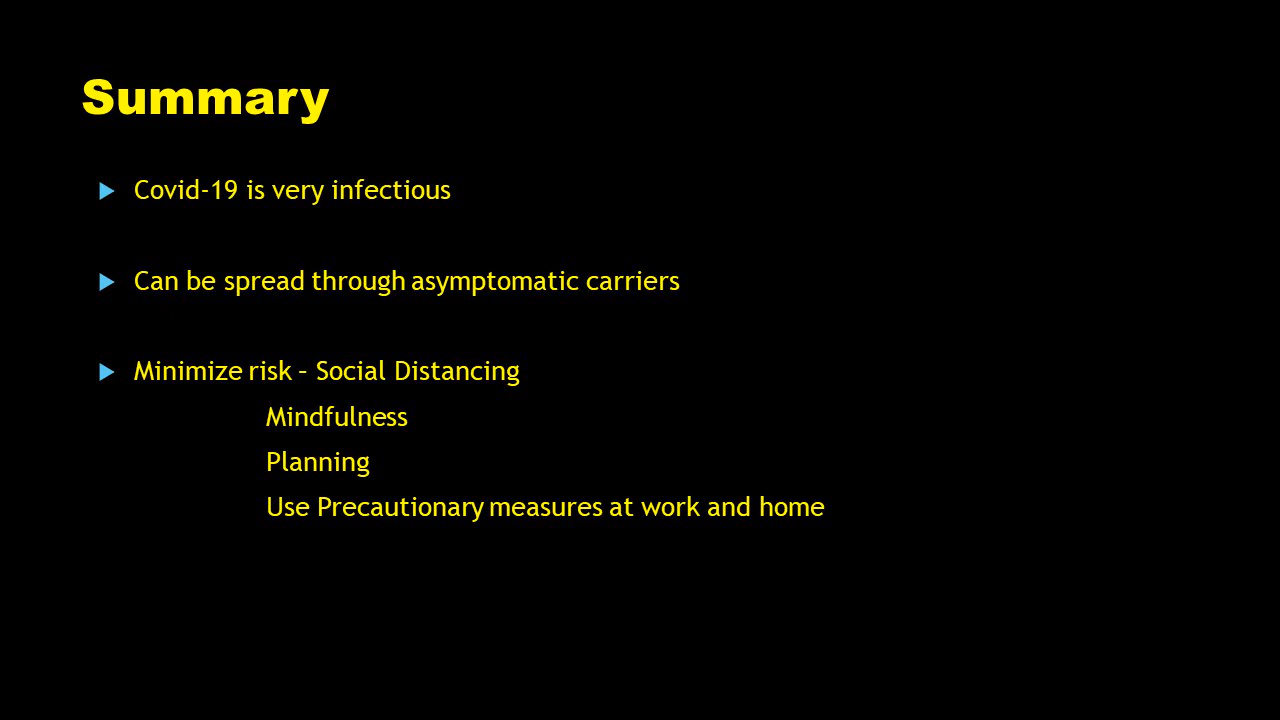 Summary
Covid-19 is very infectious
Can be spread through asymptomatic carriers
Minimize risk – Social Distancing
Mindfulness
Planning
Use Precautionary measures at work and home